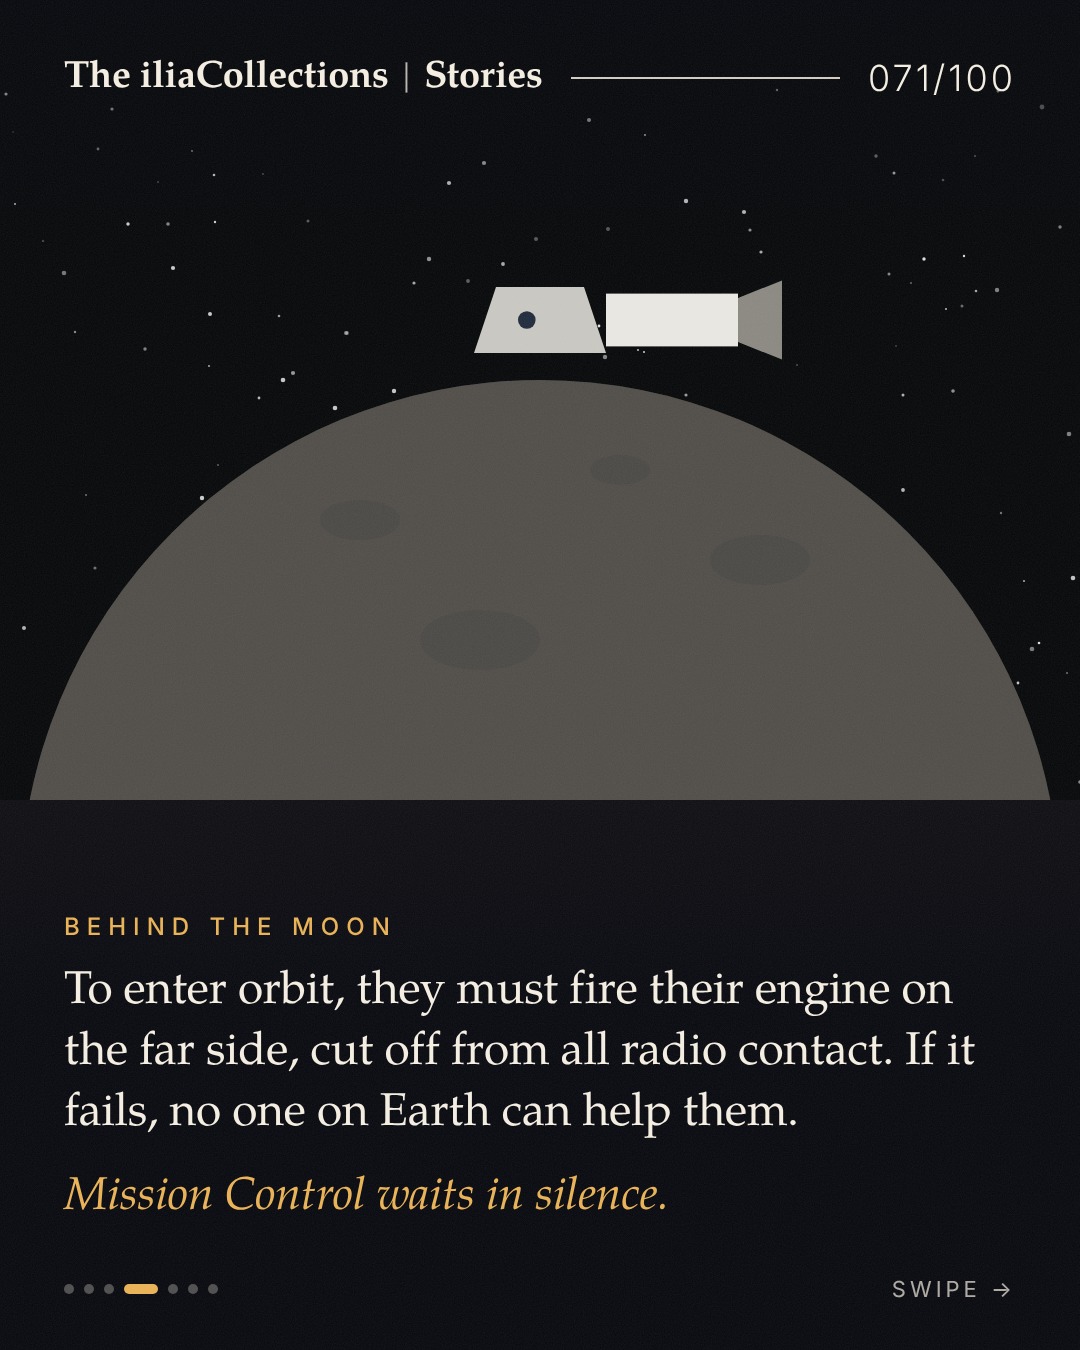 The iliaCollections | Stories 071/100
BEHIND THE MOON
To enter orbit, they must fire their engine on
the far side, cut off from all radio contact. If it
fails, no one on Earth can help them.
Mission Control waits in silence.
SWIPE →